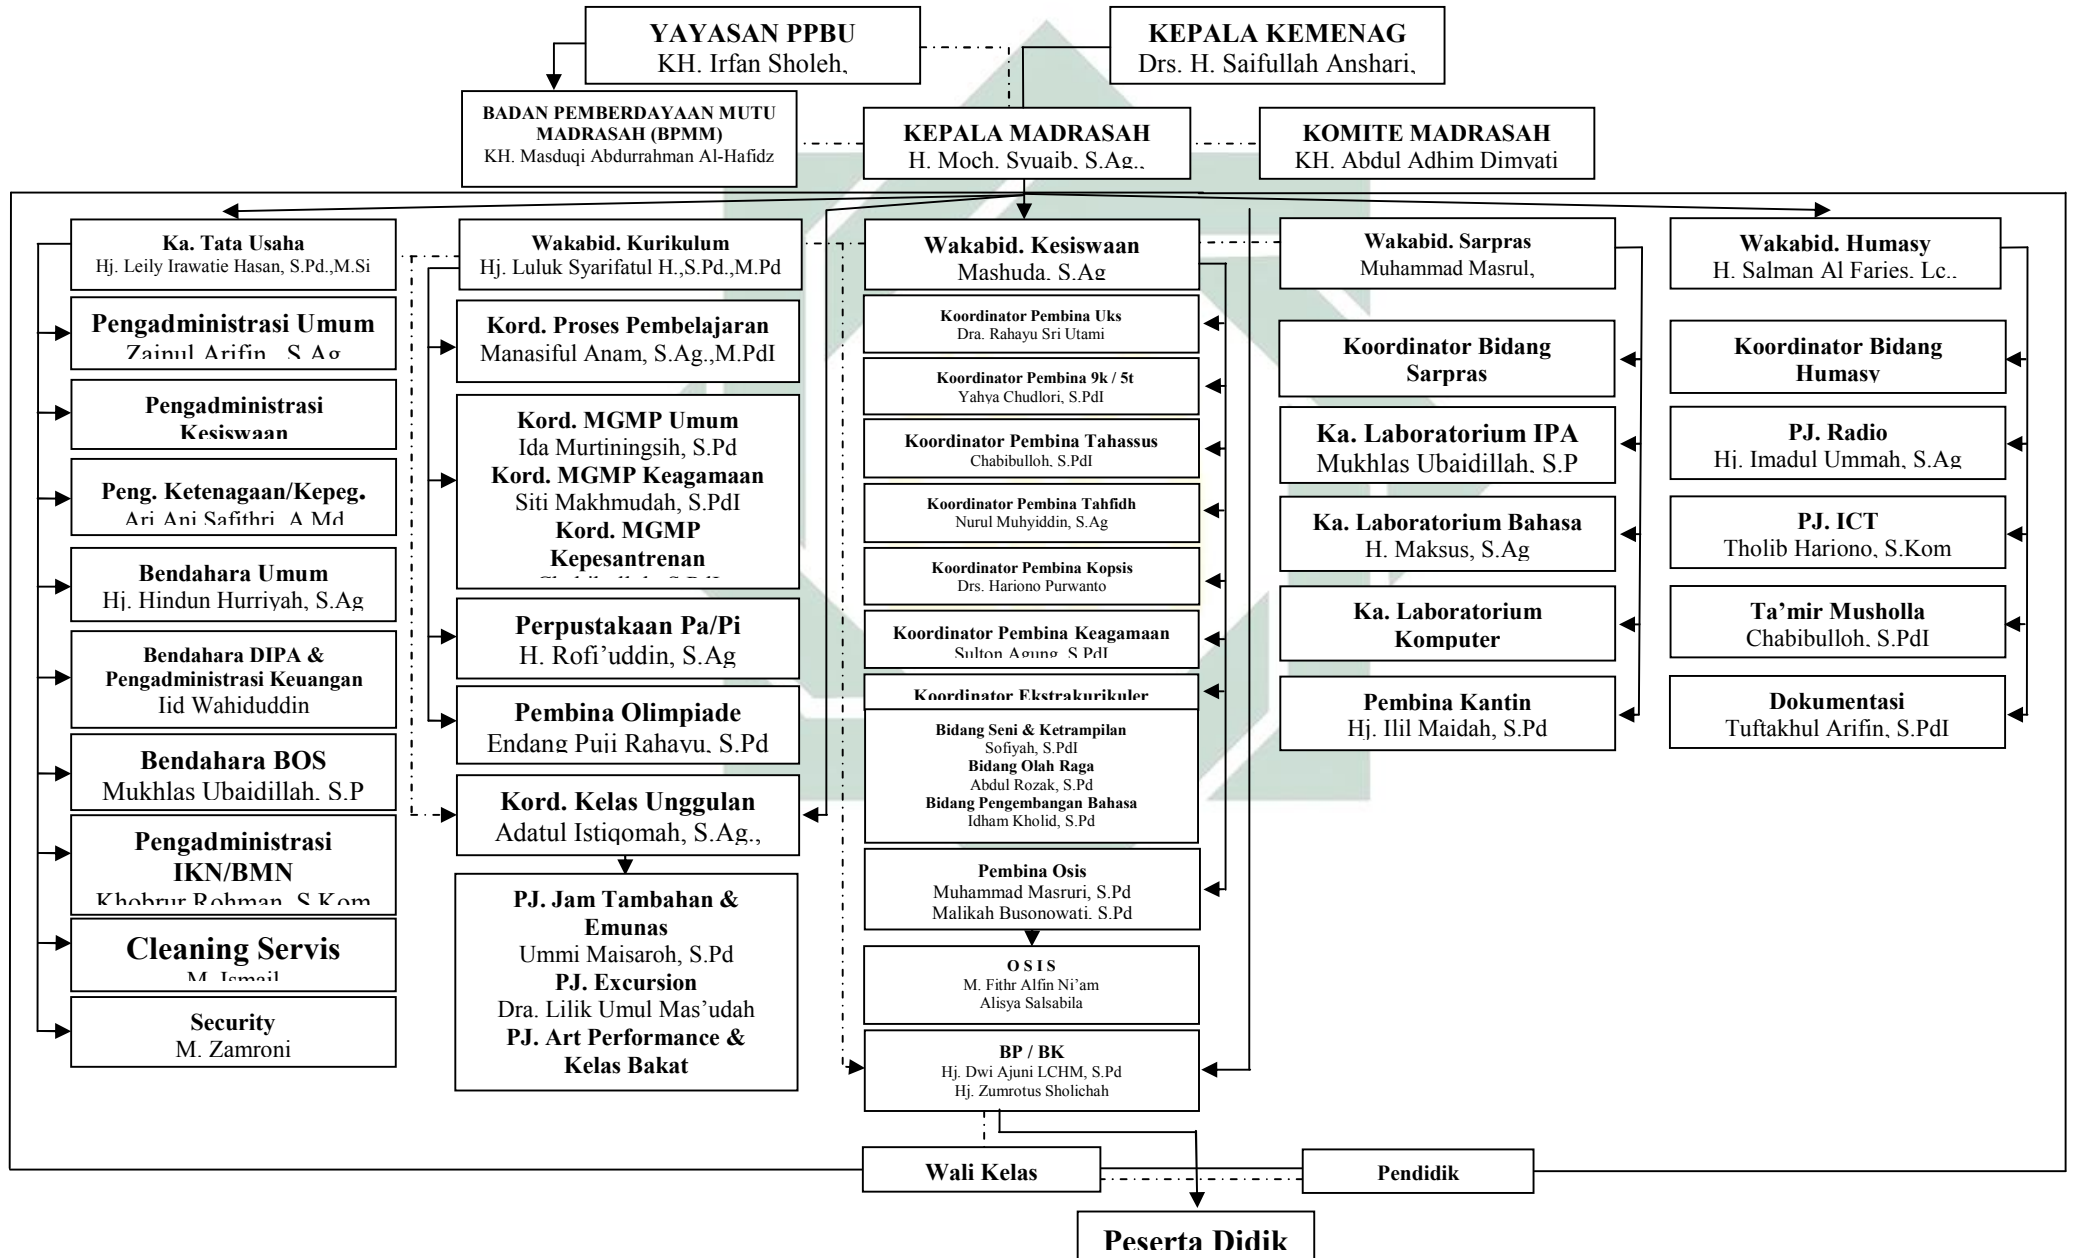 YAYASAN PPBU
KH. Irfan Sholeh,
KEPALA KEMENAG
Drs. H. Saifullah Anshari,
BADAN PEMBERDAYAAN MUTU
MADRASAH (BPMM)
KH. Masduqi Abdurrahman Al-Hafidz
KEPALA MADRASAH
H. Moch. Syuaib, S.Ag.,
KOMITE MADRASAH
KH. Abdul Adhim Dimyati
Ka. Tata Usaha
Hj. Leily Irawatie Hasan, S.Pd.,M.Si
Pengadministrasi Umum
Zainul Arifin , S.Ag
Pengadministrasi
Kesiswaan
Peng. Ketenagaan/Kepeg.
Ari Ani Safithri, A.Md
Bendahara Umum
Hj. Hindun Hurriyah, S.Ag
Bendahara DIPA &
Pengadministrasi Keuangan
Iid Wahiduddin
Bendahara BOS
Mukhlas Ubaidillah, S.P
Pengadministrasi
IKN/BMN
Khobrur Rohman, S.Kom
Cleaning Servis
M. Ismail
Security
M. Zamroni
Wakabid. Kurikulum
Hj. Luluk Syarifatul H.,S.Pd.,M.Pd
Kord. Proses Pembelajaran
Manasiful Anam, S.Ag.,M.PdI
Kord. MGMP Umum
Ida Murtiningsih, S.Pd
Kord. MGMP Keagamaan
Siti Makhmudah, S.PdI
Kord. MGMP
Kepesantrenan
Perpustakaan Pa/Pi
H. Rofi’uddin, S.Ag
Pembina Olimpiade
Endang Puji Rahayu, S.Pd
Kord. Kelas Unggulan
Adatul Istiqomah, S.Ag.,
PJ. Jam Tambahan &
Emunas
Ummi Maisaroh, S.Pd
PJ. Excursion
Dra. Lilik Umul Mas’udah
PJ. Art Performance &
Kelas Bakat
Wakabid. Kesiswaan
Mashuda, S.Ag
Koordinator Pembina Uks
Dra. Rahayu Sri Utami
Koordinator Pembina 9k / 5t
Yahya Chudlori, S.PdI
Koordinator Pembina Tahassus
Chabibulloh, S.PdI
Koordinator Pembina Tahfidh
Nurul Muhyiddin, S.Ag
Koordinator Pembina Kopsis
Drs. Hariono Purwanto
Koordinator Pembina Keagamaan
Sulton Agung, S.PdI
Koordinator Ekstrakurikuler
Bidang Seni & Ketrampilan
Sofiyah, S.PdI
Bidang Olah Raga
Abdul Rozak, S.Pd
Bidang Pengembangan Bahasa
Idham Kholid, S.Pd
Pembina Osis
Muhammad Masruri, S.Pd
Malikah Busonowati, S.Pd
O S I S
M. Fithr Alfin Ni’am
Alisya Salsabila
BP / BK
Hj. Dwi Ajuni LCHM, S.Pd
Hj. Zumrotus Sholichah
Wakabid. Sarpras
Muhammad Masrul,
Koordinator Bidang
Sarpras
Ka. Laboratorium IPA
Mukhlas Ubaidillah, S.P
Ka. Laboratorium Bahasa
H. Maksus, S.Ag
Ka. Laboratorium
Komputer
Pembina Kantin
Hj. Ilil Maidah, S.Pd
Wakabid. Humasy
H. Salman Al Faries, Lc.,
Koordinator Bidang
Humasy
PJ. Radio
Hj. Imadul Ummah, S.Ag
PJ. ICT
Tholib Hariono, S.Kom
Ta’mir Musholla
Chabibulloh, S.PdI
Dokumentasi
Tuftakhul Arifin, S.PdI
Wali Kelas
Pendidik
Peserta Didik